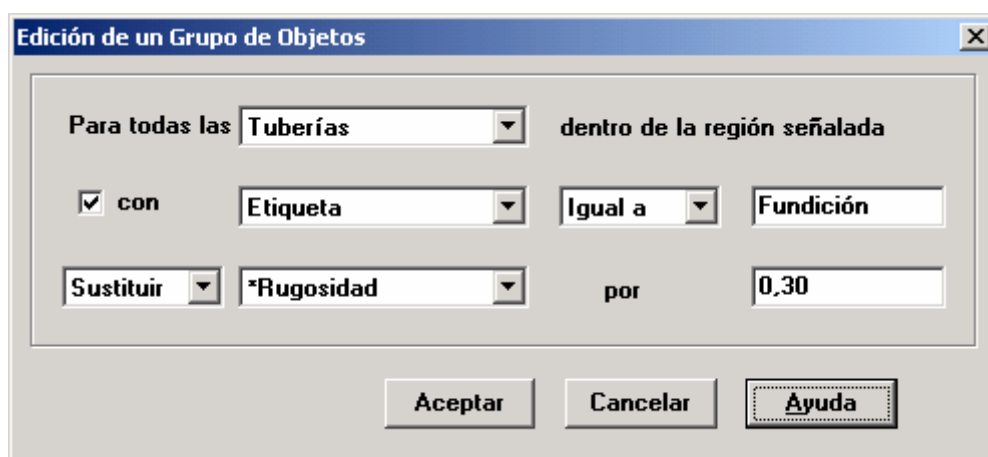 Edición de un Grupo de Objetos
Para todas las Tuberías dentro de la región señalada
con Etiqueta Igual a Fundición
Sustituir *Rugosidad por 0,30
Aceptar Cancelar Ayuda